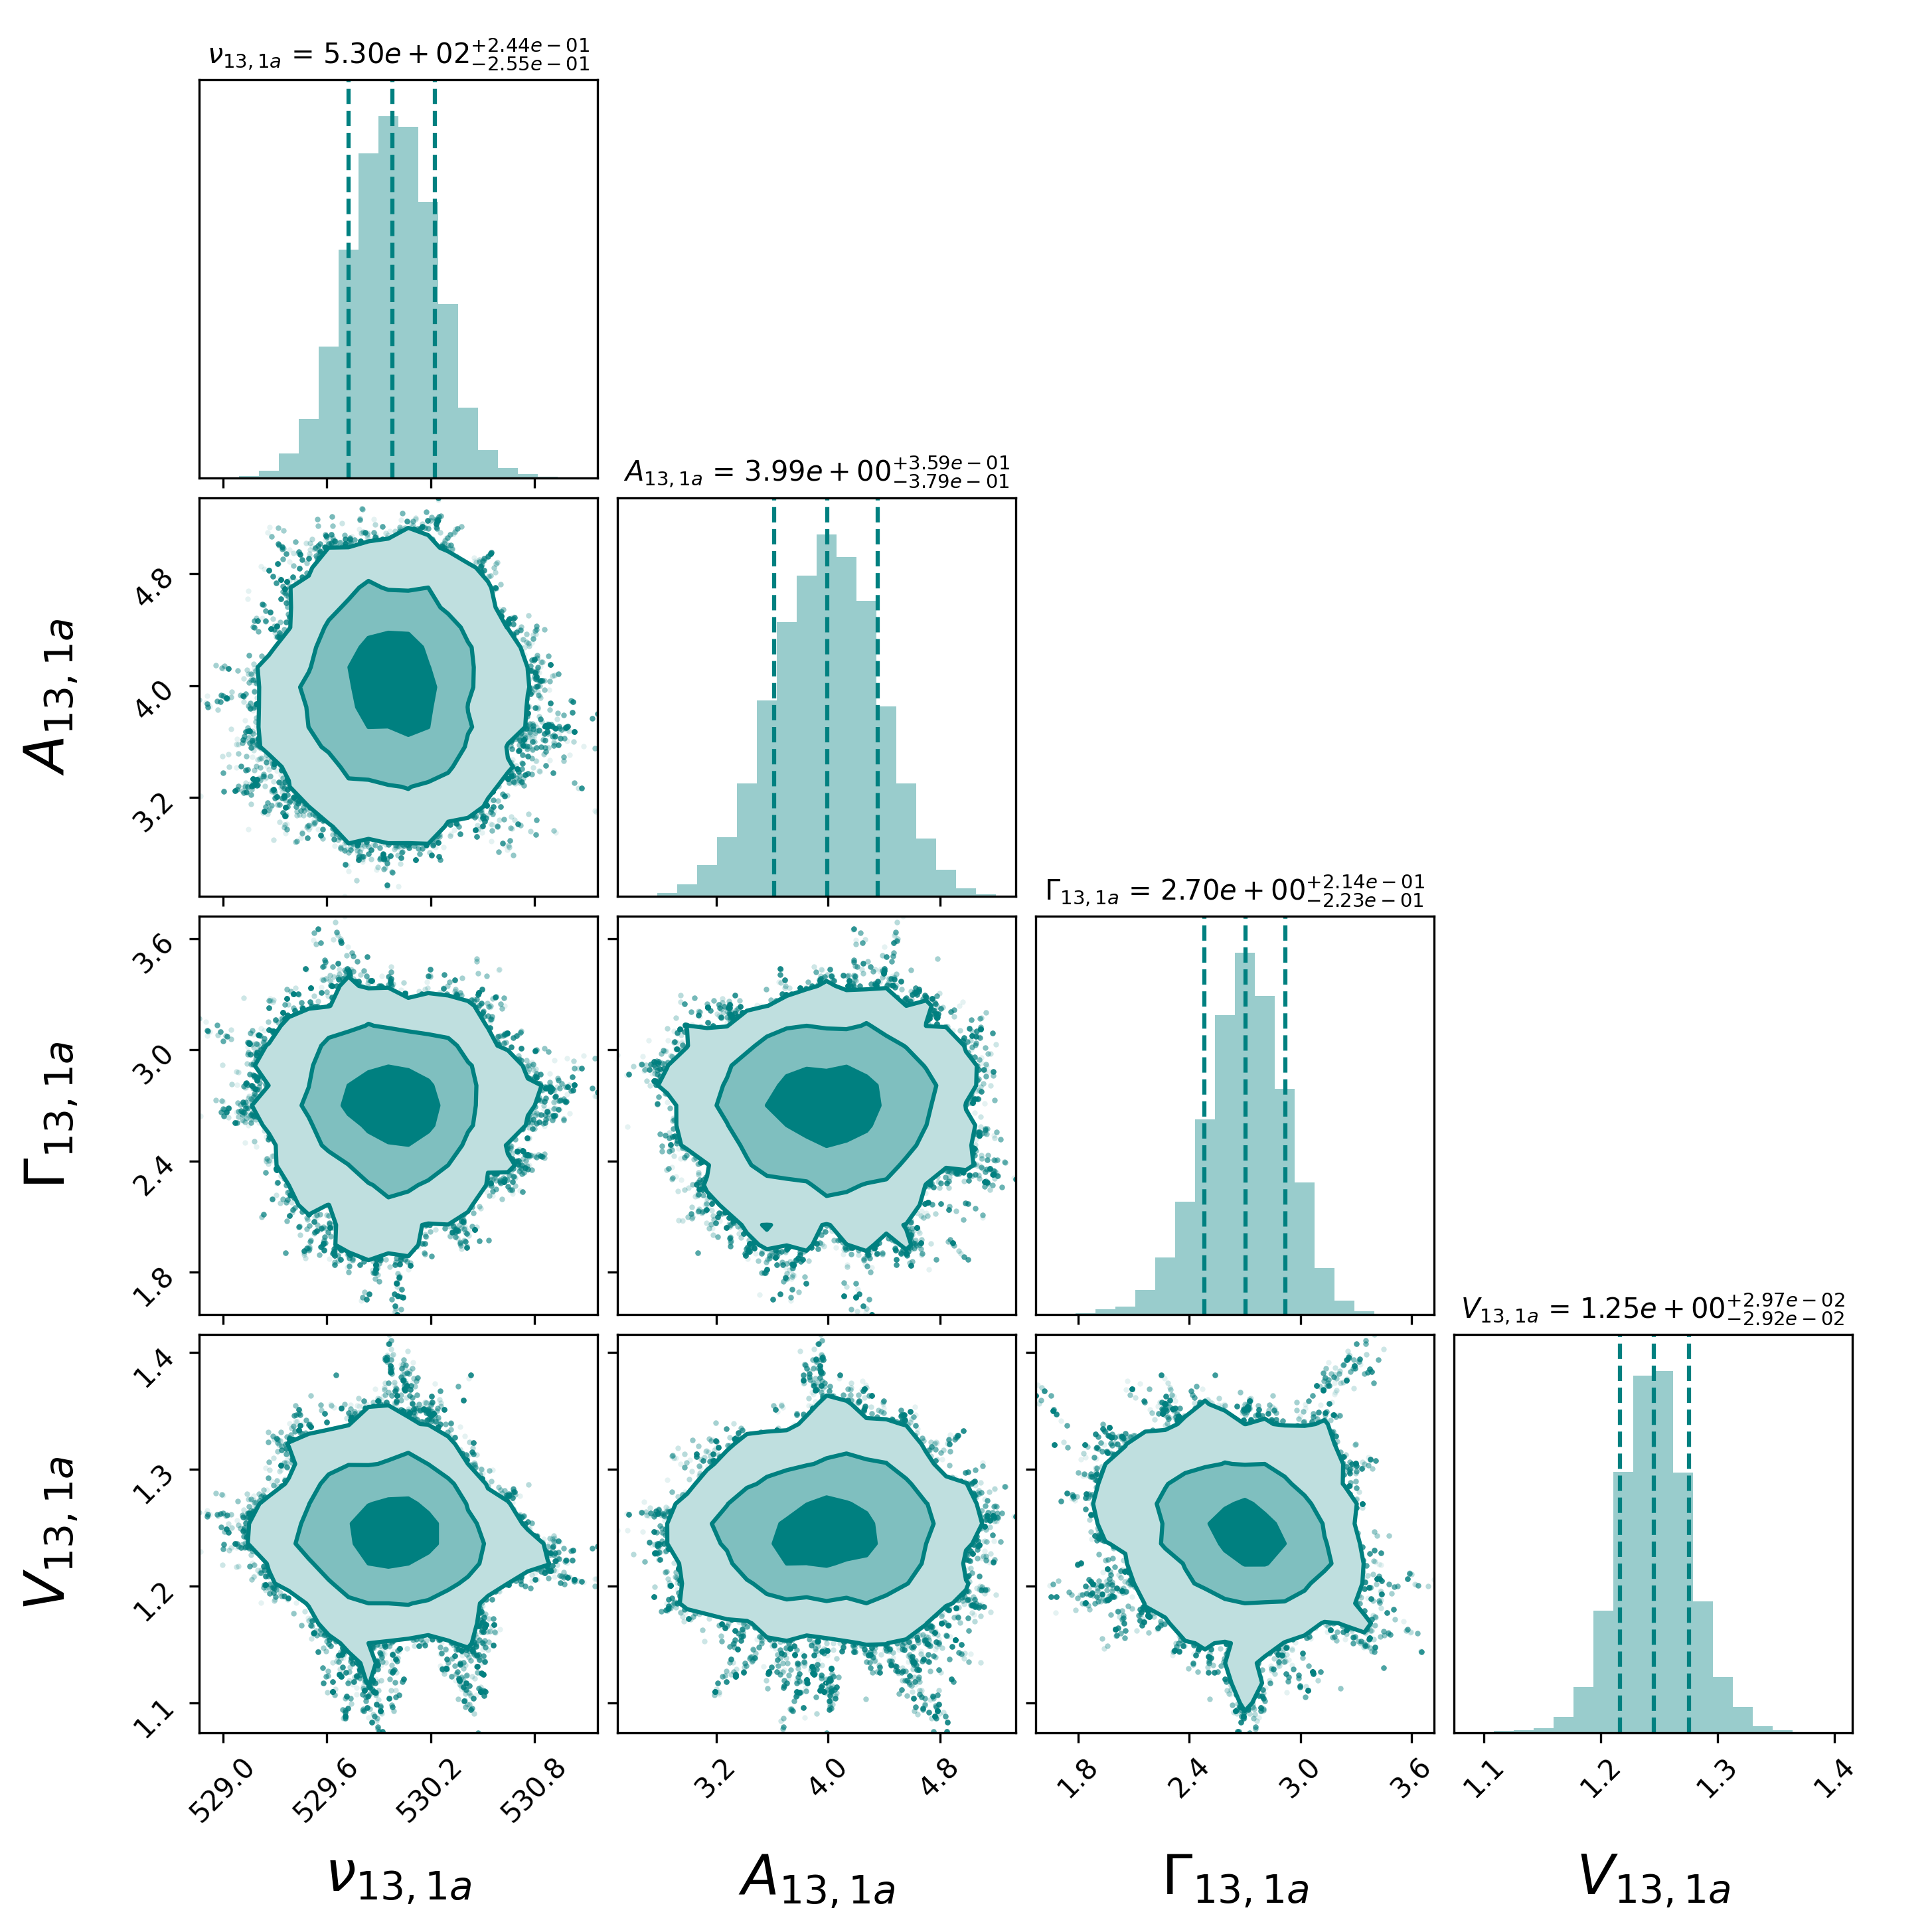 ν13, 1a = 5.30e + 02 +2.44e − 01 −2.55e − 01
A13, 1a = 3.99e + 00 +3.59e − 01 −3.79e − 01
4.8
4.0
3.2
A13, 1a
Γ13, 1a = 2.70e + 00 +2.14e − 01 −2.23e − 01
3.6
3.0
2.4
1.8
Γ13, 1a
V13, 1a = 1.25e + 00 +2.97e − 02 −2.92e − 02
1.4
1.3
1.2
1.1
V13, 1a
529.0 529.6 530.2 530.8 3.2 4.0 4.8 1.8 2.4 3.0 3.6 1.1 1.2 1.3 1.4
ν13, 1a A13, 1a Γ13, 1a V13, 1a